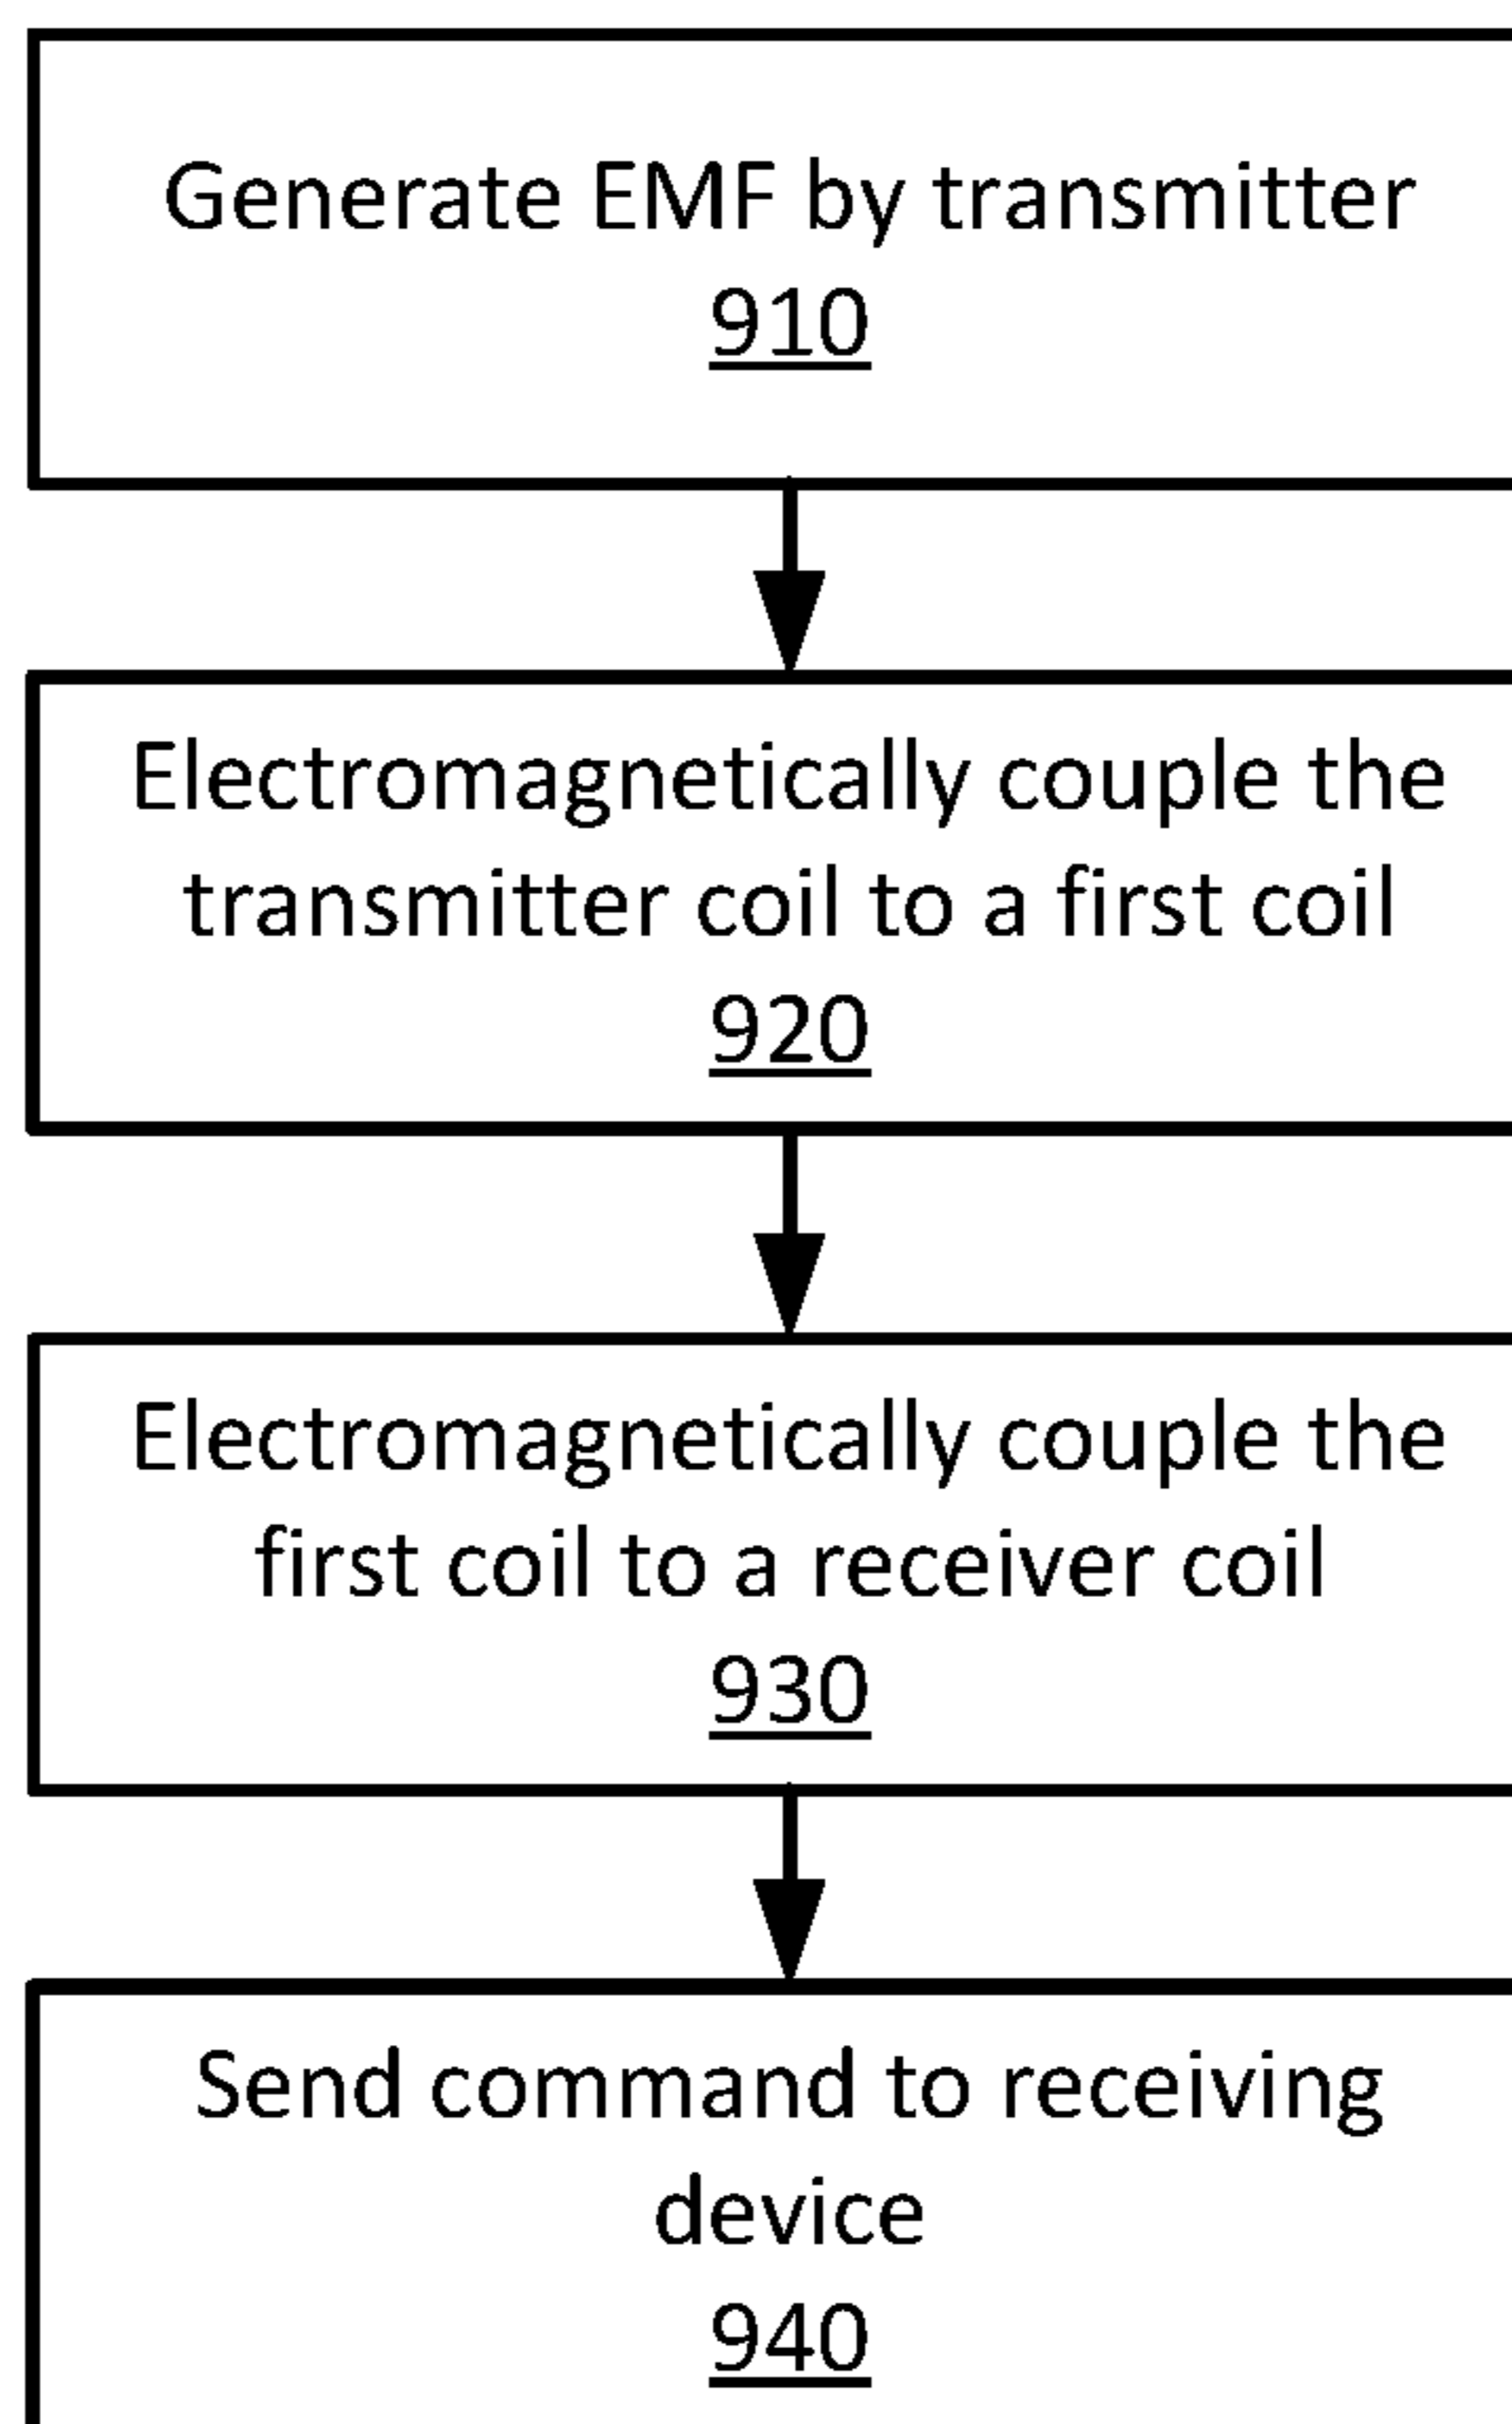 Generate EMF by transmitter
910
Electromagnetically couple the
transmitter coil to a first coil
920
Electromagnetically couple the
first coil to a receiver coil
930
Send command to receiving
device
940